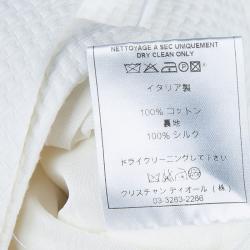 NETTOYAGE A SEC UNIQUEMENT
DRY CLEAN ONLY
イタリア製
100% コットン
裏地
100% シルク
ドライクリーニングして下さい
クリスチャン ディオール (株)
03-3263-2266